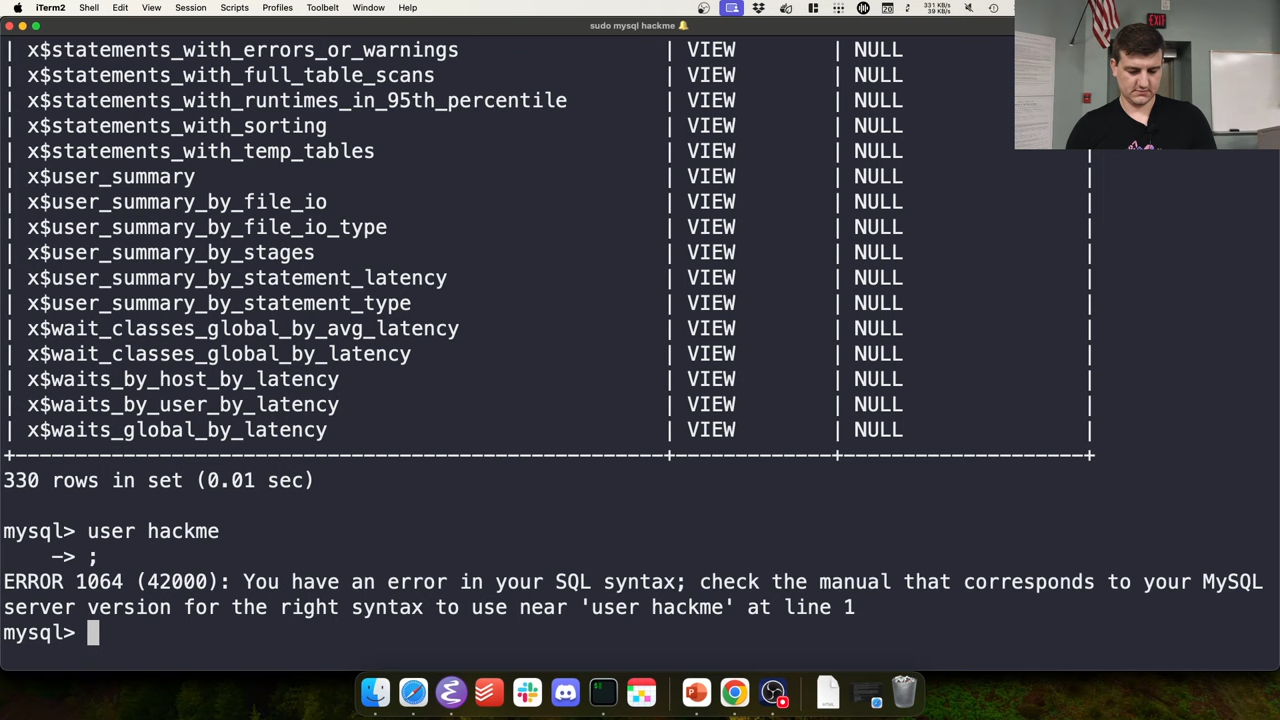 iTerm2 Shell Edit View Session Scripts Profiles Toolbelt Window Help
20
331 KB/s
39 KB/s
sudo mysql hackme
EXIT
| x$statements_with_errors_or_warnings | VIEW | NULL |
| x$statements_with_full_table_scans | VIEW | NULL |
| x$statements_with_runtimes_in_95th_percentile | VIEW | NULL |
| x$statements_with_sorting | VIEW | NULL |
| x$statements_with_temp_tables | VIEW | NULL |
| x$user_summary | VIEW | NULL |
| x$user_summary_by_file_io | VIEW | NULL |
| x$user_summary_by_file_io_type | VIEW | NULL |
| x$user_summary_by_stages | VIEW | NULL |
| x$user_summary_by_statement_latency | VIEW | NULL |
| x$user_summary_by_statement_type | VIEW | NULL |
| x$wait_classes_global_by_avg_latency | VIEW | NULL |
| x$wait_classes_global_by_latency | VIEW | NULL |
| x$waits_by_host_by_latency | VIEW | NULL |
| x$waits_by_user_by_latency | VIEW | NULL |
| x$waits_global_by_latency | VIEW | NULL |
+-----------------------------------------------------+-------------+--------------------+
330 rows in set (0.01 sec)
mysql> user hackme
    -> ;
ERROR 1064 (42000): You have an error in your SQL syntax; check the manual that corresponds to your MySQL
server version for the right syntax to use near 'user hackme' at line 1
mysql>